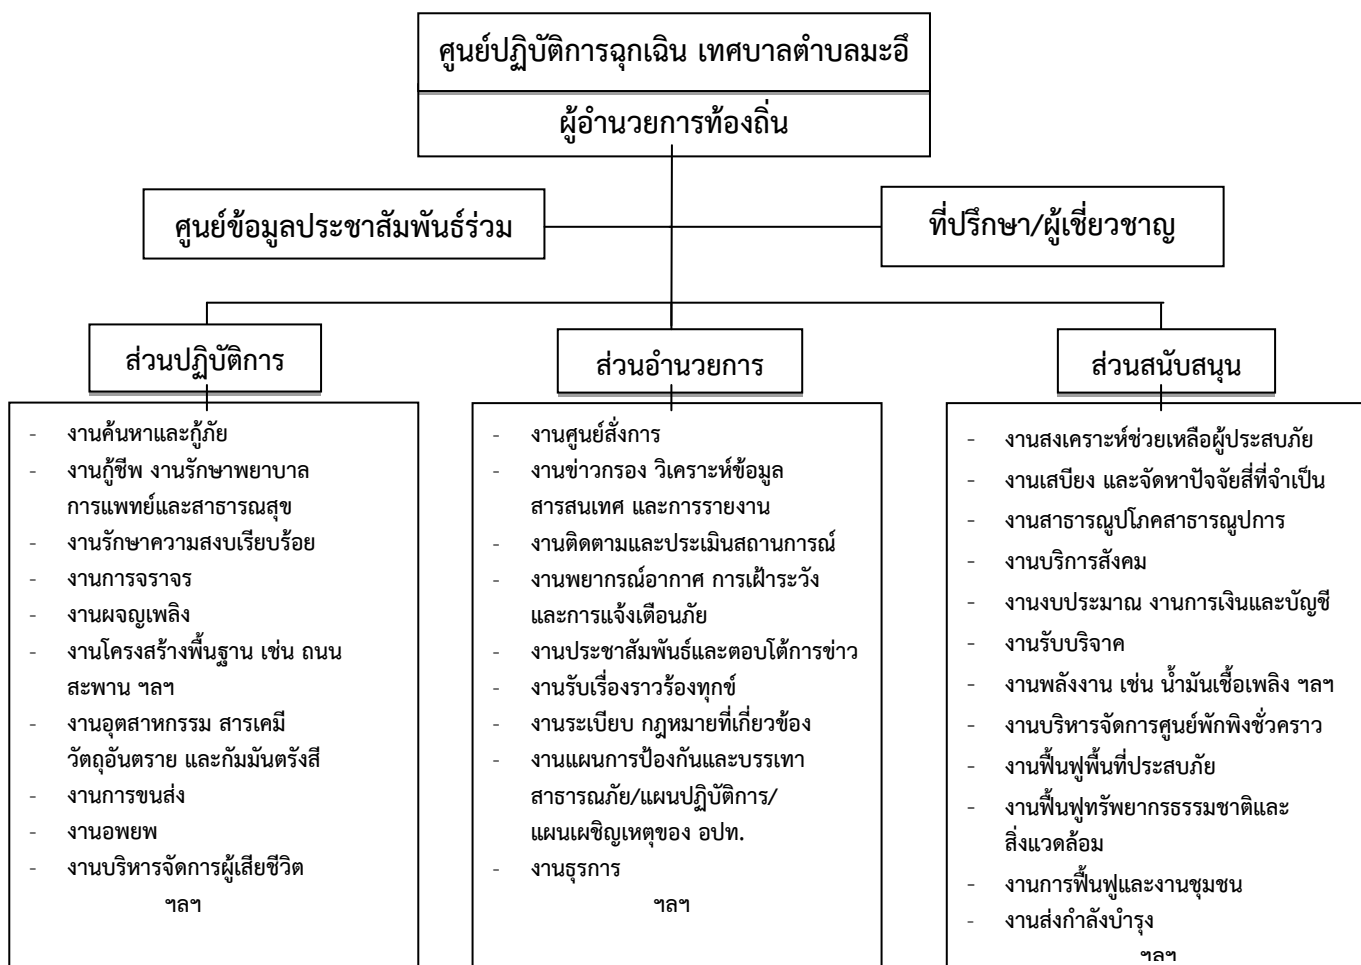 ศูนย์ปฏิบัติการฉุกเฉิน เทศบาลตำบลมะอึ
ผู้อำนวยการท้องถิ่น
ศูนย์ข้อมูลประชาสัมพันธ์ร่วม
ที่ปรึกษา/ผู้เชี่ยวชาญ
ส่วนปฏิบัติการ
- งานค้นหาและกู้ภัย
- งานกู้ชีพ งานรักษาพยาบาล
การแพทย์และสาธารณสุข
- งานรักษาความสงบเรียบร้อย
- งานการจราจร
- งานผจญเพลิง
- งานโครงสร้างพื้นฐาน เช่น ถนน
สะพาน ฯลฯ
- งานอุตสาหกรรม สารเคมี
วัตถุอันตราย และกัมมันตรังสี
- งานการขนส่ง
- งานอพยพ
- งานบริหารจัดการผู้เสียชีวิต
ฯลฯ
ส่วนอำนวยการ
- งานศูนย์สั่งการ
- งานข่าวกรอง วิเคราะห์ข้อมูล
สารสนเทศ และการรายงาน
- งานติดตามและประเมินสถานการณ์
- งานพยากรณ์อากาศ การเฝ้าระวัง
และการแจ้งเตือนภัย
- งานประชาสัมพันธ์และตอบโต้การข่าว
- งานรับเรื่องราวร้องทุกข์
- งานระเบียบ กฎหมายที่เกี่ยวข้อง
- งานแผนการป้องกันและบรรเทา
สาธารณภัย/แผนปฏิบัติการ/
แผนเผชิญเหตุของ อปท.
- งานธุรการ
ฯลฯ
ส่วนสนับสนุน
- งานสงเคราะห์ช่วยเหลือผู้ประสบภัย
- งานเสบียง และจัดหาปัจจัยสี่ที่จำเป็น
- งานสาธารณูปโภคสาธารณูปการ
- งานบริการสังคม
- งานงบประมาณ งานการเงินและบัญชี
- งานรับบริจาค
- งานพลังงาน เช่น น้ำมันเชื้อเพลิง ฯลฯ
- งานบริหารจัดการศูนย์พักพิงชั่วคราว
- งานฟื้นฟูพื้นที่ประสบภัย
- งานฟื้นฟูทรัพยากรธรรมชาติและ
สิ่งแวดล้อม
- งานการฟื้นฟูและงานชุมชน
- งานส่งกำลังบำรุง
ฯลฯ